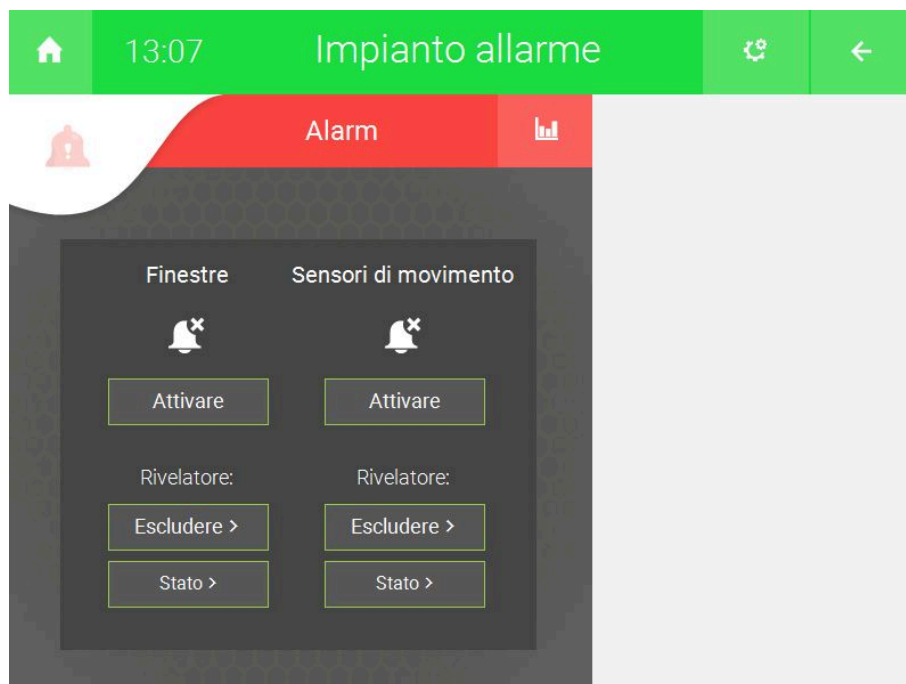 13:07 Impianto allarme
Alarm
Finestre Sensori di movimento
Attivare Attivare
Rivelatore: Rivelatore:
Escludere > Escludere >
Stato > Stato >